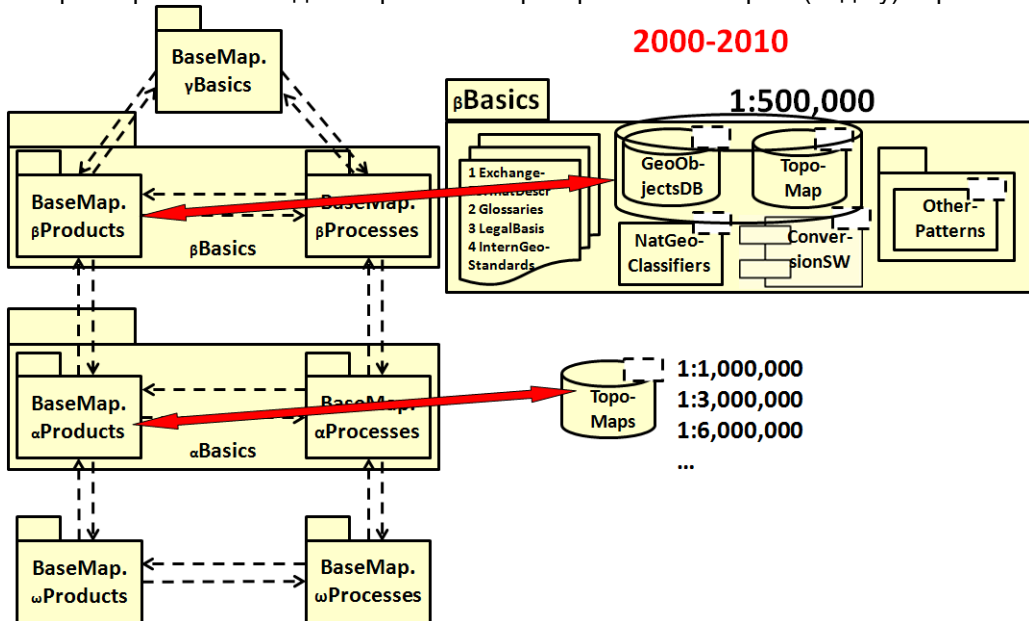 2000-2010
BaseMap.
γBasics
βBasics
1:500,000
1 Exchange-
2 Glossaries
3 LegalBasis
4 InternGeo-
Standards
GeoOb-
jectsDB
Topo-
Map
NatGeo-
Classifiers
Conver-
sionSW
Other-
Patterns
BaseMap.
βProducts
BaseMap.
βProcesses
βBasics
BaseMap.
αProducts
BaseMap.
αProcesses
αBasics
Topo-
Maps
1:1,000,000
1:3,000,000
1:6,000,000
...
BaseMap.
ωProducts
BaseMap.
ωProcesses